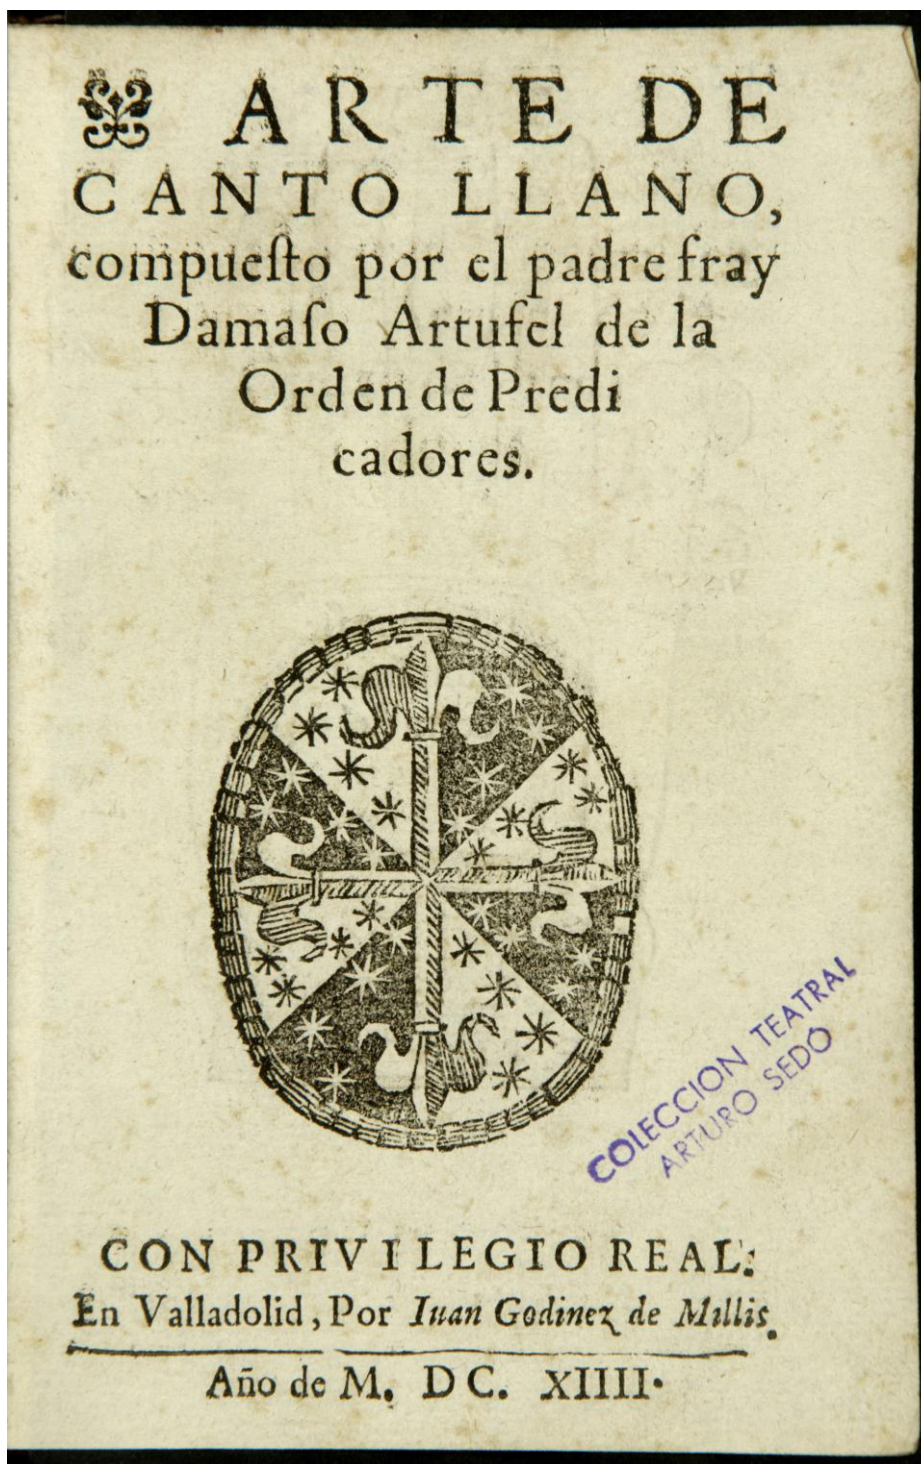 ARTE DE
CANTO LLANO,
compueſto por el padre fray
Damaſo Artufel de la
Orden de Predi
cadores.
COLECCION TEATRAL
ARTURO SEDÓ
CON PRIVILEGIO REAL:
En Valladolid, Por Iuan Godinez de Millis.
Año de M. DC. XIIII.